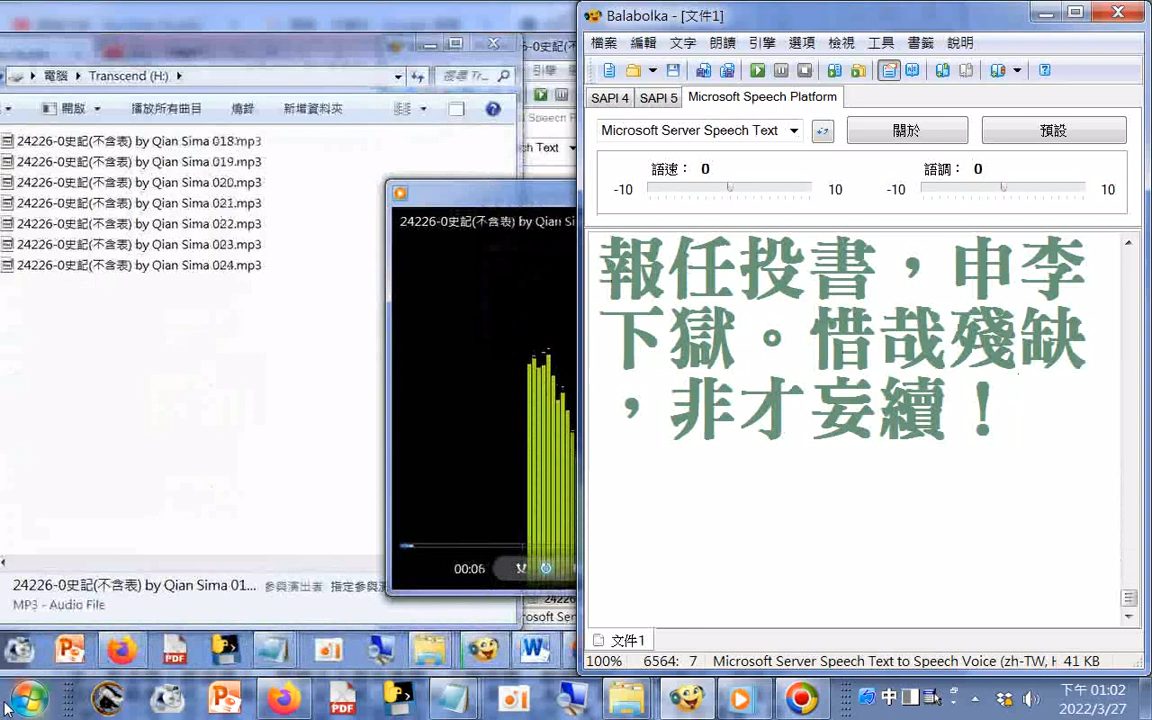 Balabolka - [文件1]
檔案 編輯 文字 朗讀 引擎 選項 檢視 工具 書籤 說明
SAPI 4 SAPI 5 Microsoft Speech Platform
Microsoft Server Speech Text 關於 預設
語速： 0 語調： 0
-10 10 -10 10
報任投書，申李
下獄。惜哉殘缺
，非才妄續！
文件1
100% 6564: 7 Microsoft Server Speech Text to Speech Voice (zh-TW, H 41 KB
電腦 Transcend (H:)
開啟 播放所有曲目 燒錄 新增資料夾
24226-0史記(不含表) by Qian Sima 018.mp3
24226-0史記(不含表) by Qian Sima 019.mp3
24226-0史記(不含表) by Qian Sima 020.mp3
24226-0史記(不含表) by Qian Sima 021.mp3
24226-0史記(不含表) by Qian Sima 022.mp3
24226-0史記(不含表) by Qian Sima 023.mp3
24226-0史記(不含表) by Qian Sima 024.mp3
24226-0史記(不含表) by Qian Sima 01...
MP3 - Audio File
24226-0史記(不含表) by Qian Si
00:06
中
下午 01:02
2022/3/27